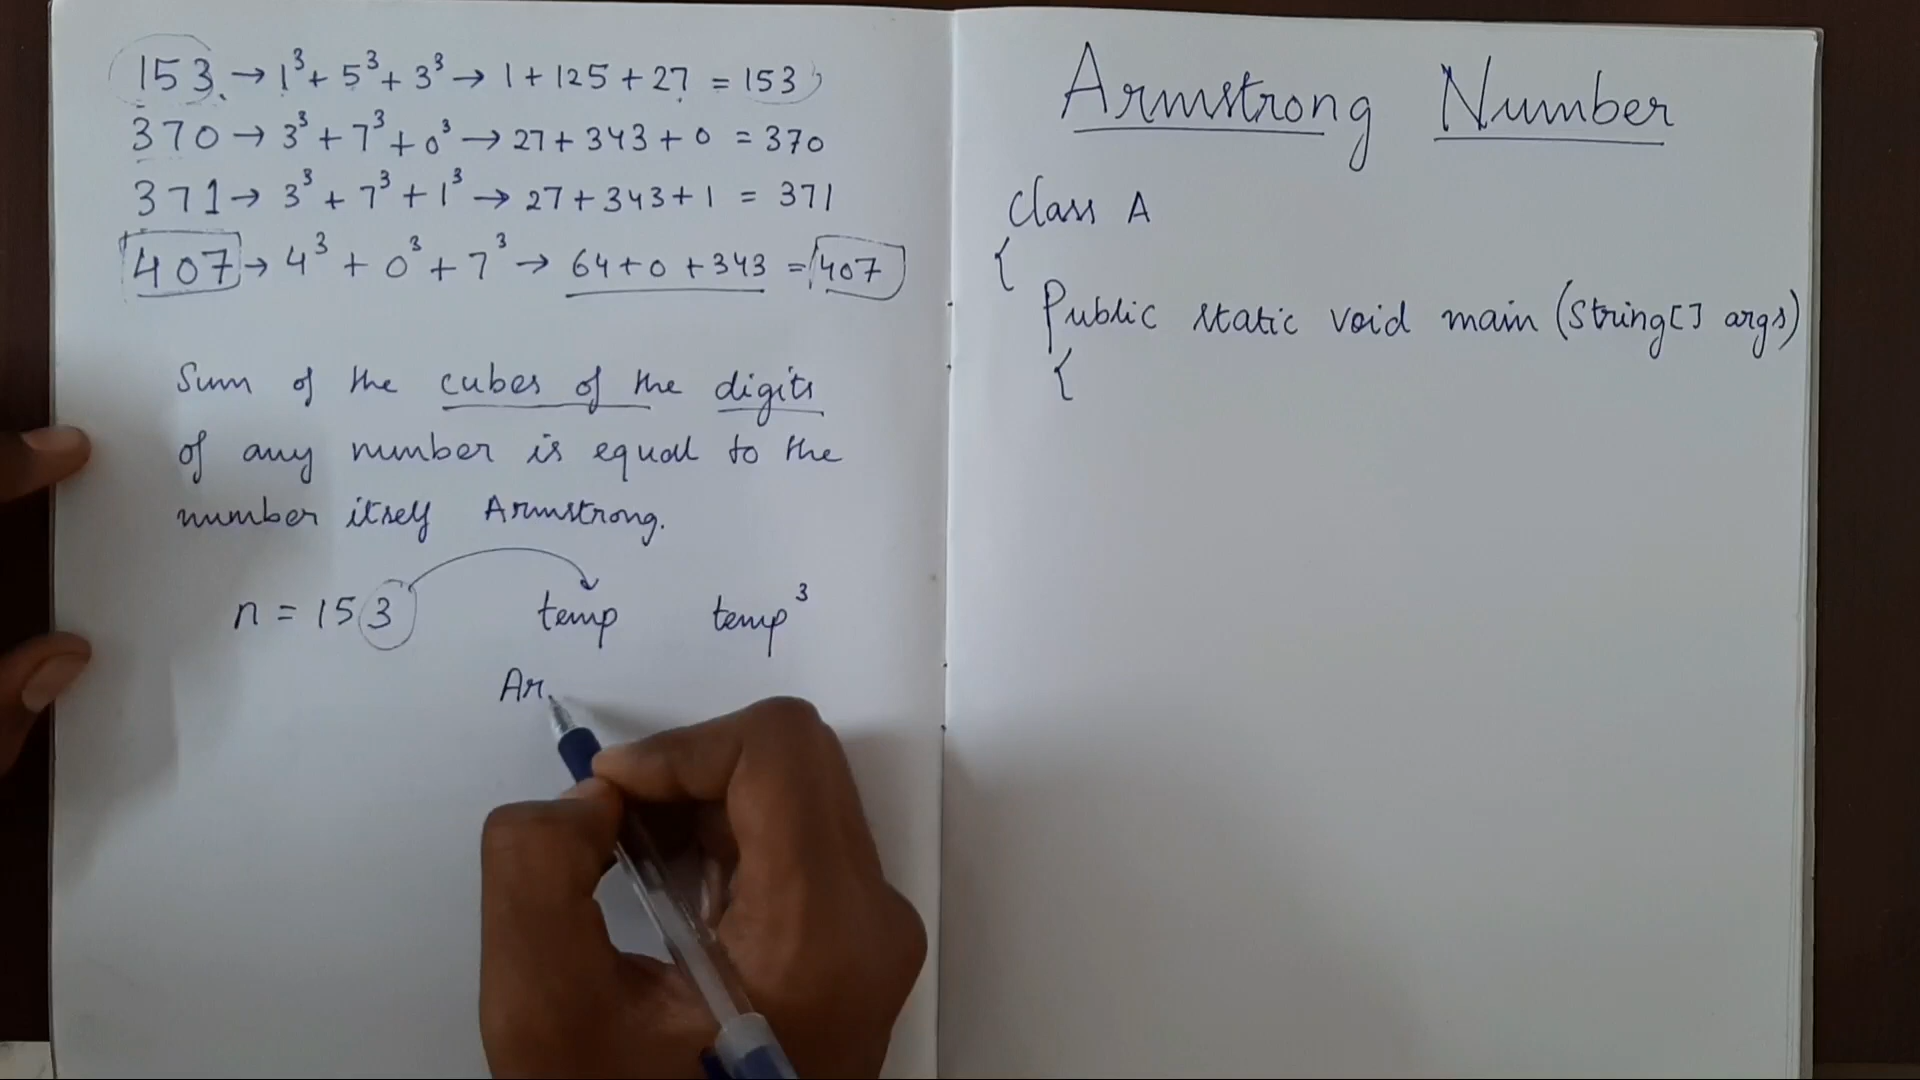 153 → 1³ + 5³ + 3³ → 1 + 125 + 27 = 153
370 → 3³ + 7³ + 0³ → 27 + 343 + 0 = 370
371 → 3³ + 7³ + 1³ → 27 + 343 + 1 = 371
407 → 4³ + 0³ + 7³ → 64 + 0 + 343 = 407
Sum of the cubes of the digits
of any number is equal to the
number itself Armstrong.
n = 153 temp temp³
Ar
Armstrong Number
Class A
{
Public static void main (String[] args)
{